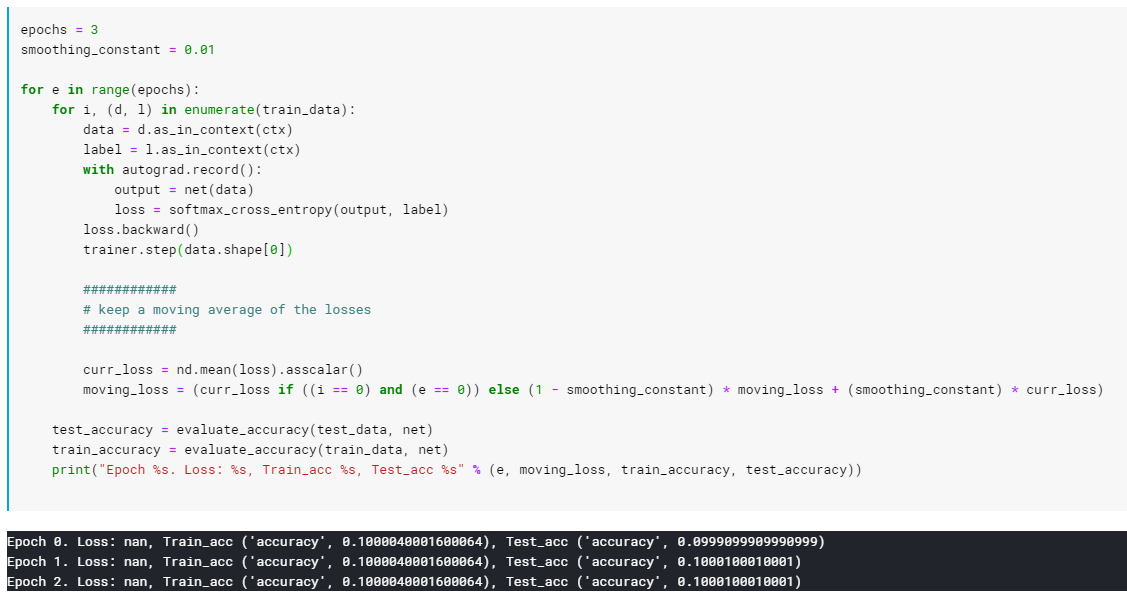 epochs = 3
smoothing_constant = 0.01
for e in range(epochs):
    for i, (d, l) in enumerate(train_data):
        data = d.as_in_context(ctx)
        label = l.as_in_context(ctx)
        with autograd.record():
            output = net(data)
            loss = softmax_cross_entropy(output, label)
        loss.backward()
        trainer.step(data.shape[0])
        ############
        # keep a moving average of the losses
        ############
        curr_loss = nd.mean(loss).asscalar()
        moving_loss = (curr_loss if ((i == 0) and (e == 0)) else (1 - smoothing_constant) * moving_loss + (smoothing_constant) * curr_loss)
    test_accuracy = evaluate_accuracy(test_data, net)
    train_accuracy = evaluate_accuracy(train_data, net)
    print("Epoch %s. Loss: %s, Train_acc %s, Test_acc %s" % (e, moving_loss, train_accuracy, test_accuracy))
Epoch 0. Loss: nan, Train_acc ('accuracy', 0.1000040001600064), Test_acc ('accuracy', 0.0999099909990999)
Epoch 1. Loss: nan, Train_acc ('accuracy', 0.1000040001600064), Test_acc ('accuracy', 0.1000100010001)
Epoch 2. Loss: nan, Train_acc ('accuracy', 0.1000040001600064), Test_acc ('accuracy', 0.1000100010001)